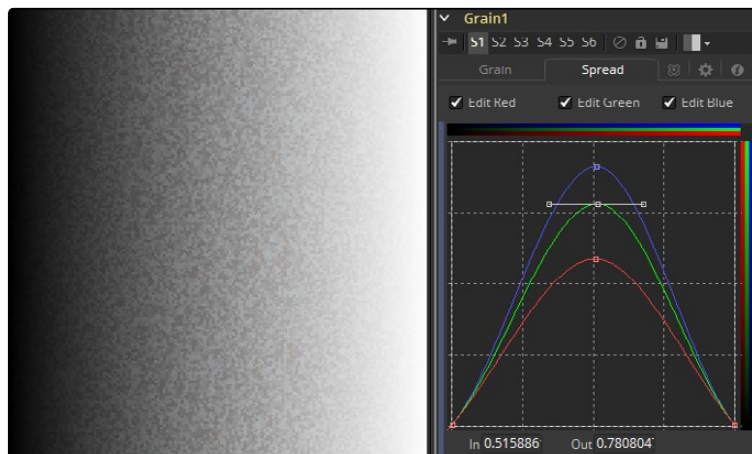 Grain1
S1 S2 S3 S4 S5 S6
Grain Spread
Edit Red Edit Green Edit Blue
In 0.515886 Out 0.780804